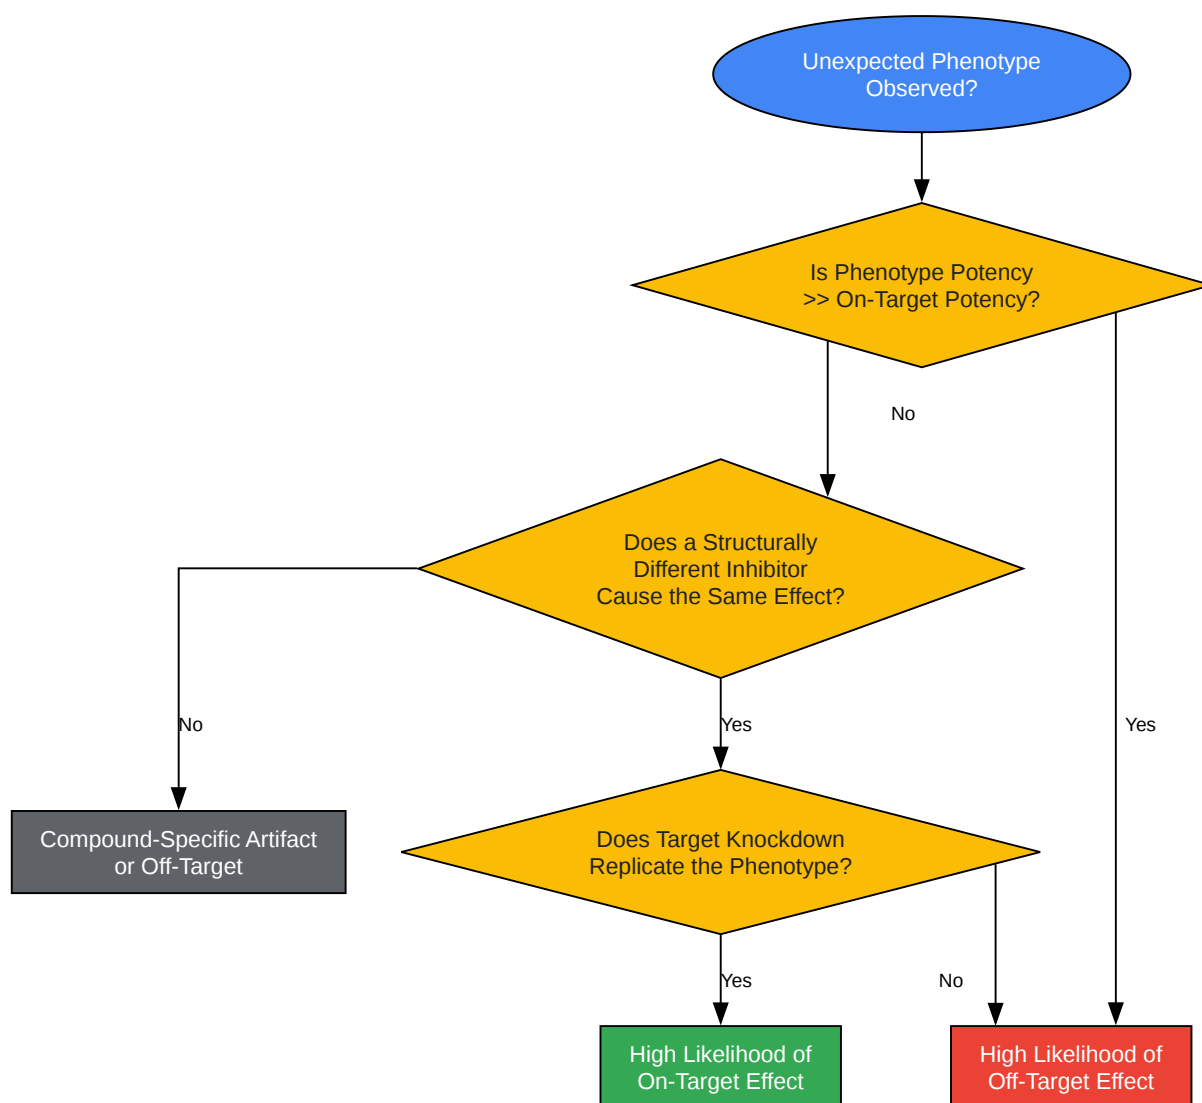 Unexpected Phenotype
Observed?
Is Phenotype Potency
>> On-Target Potency?
No
Does a Structurally
Different Inhibitor
Cause the Same Effect?
No
Yes
Yes
Compound-Specific Artifact
or Off-Target
Does Target Knockdown
Replicate the Phenotype?
Yes
No
High Likelihood of
On-Target Effect
High Likelihood of
Off-Target Effect